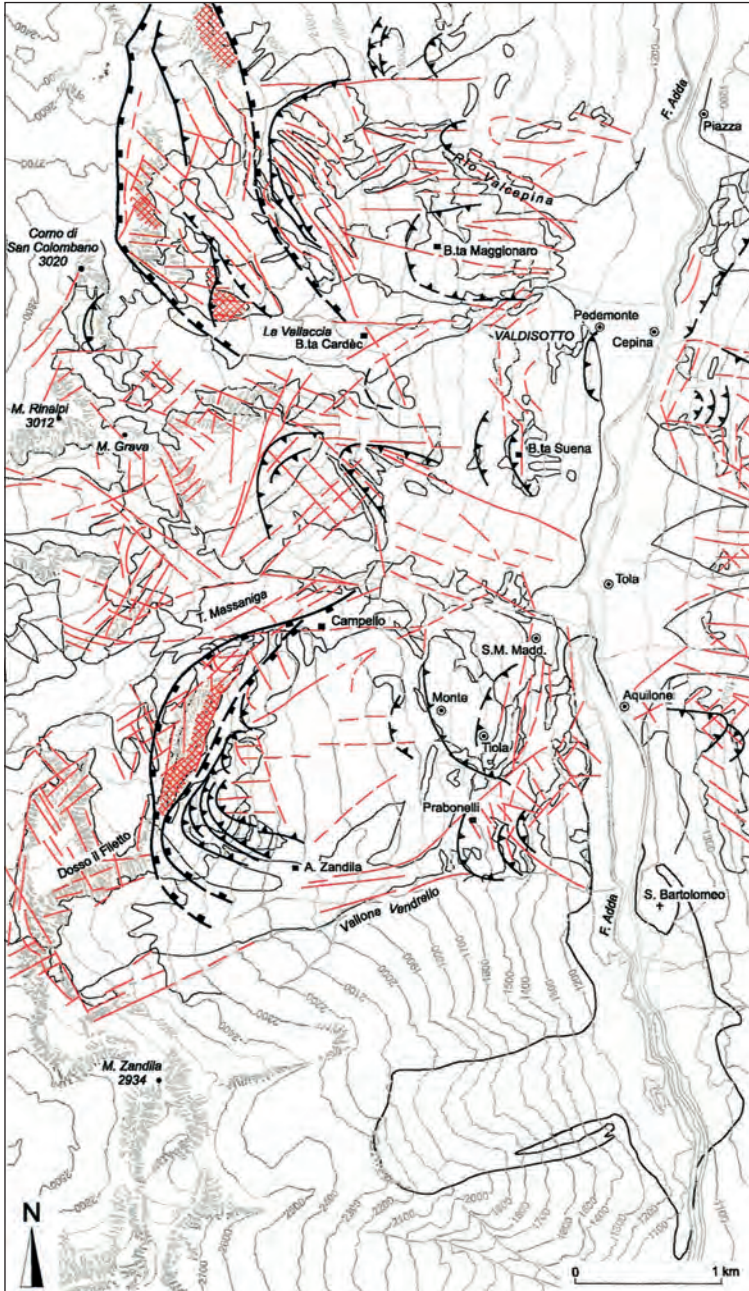 F. Adda
Piazza
Rio Valcepina
Corno di
San Colombano
3020
B.ta Maggionaro
La Vallaccia
B.ta Cardèc
VALDISOTTO
Pedemonte
Cepina
M. Rinalpi
3012
M. Grava
B.ta Suena
T. Massaniga
Tola
Campello
S.M. Madd.
Monte
Aquilone
Tiola
Prabonelli
Dosso il Filetto
A. Zandila
Vallone Vendrello
F. Adda
S. Bartolomeo
M. Zandila
2934
N
0 1 km